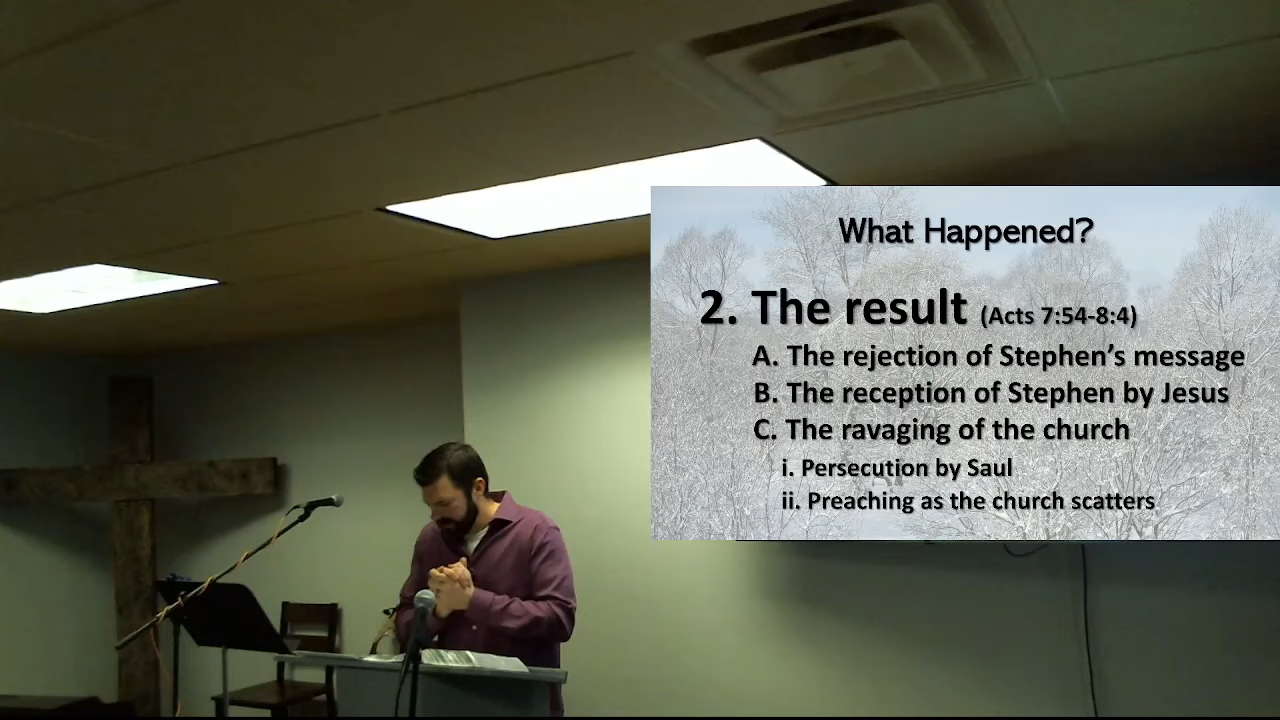 What Happened?
2. The result (Acts 7:54-8:4)
A. The rejection of Stephen's message
B. The reception of Stephen by Jesus
C. The ravaging of the church
i. Persecution by Saul
ii. Preaching as the church scatters